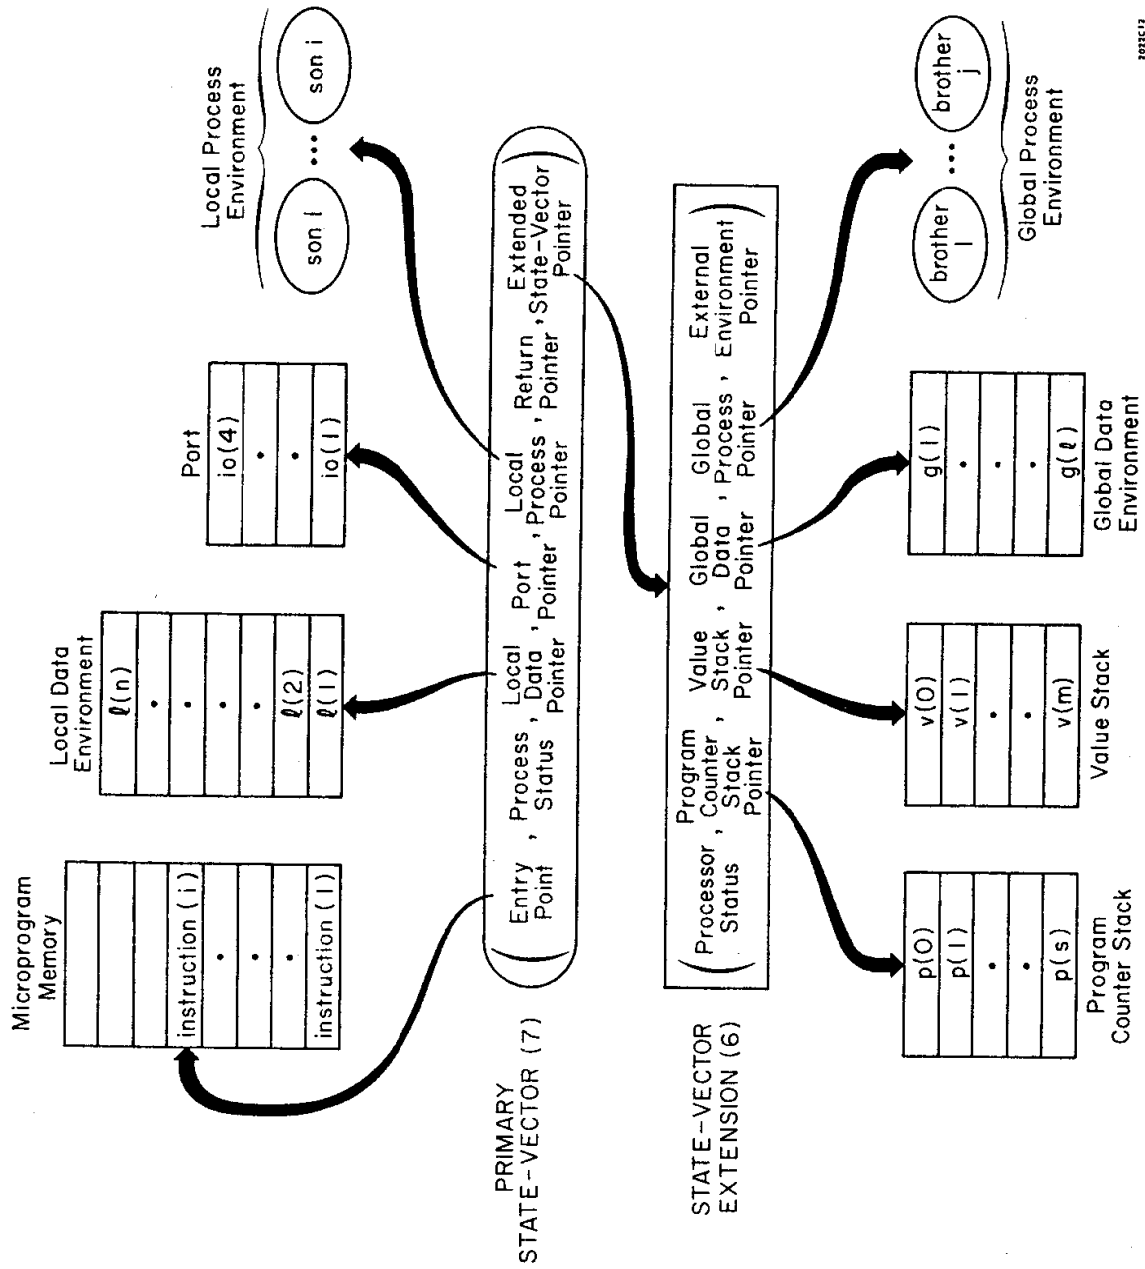 Microprogram
Memory
instruction (i)
•
•
•
instruction (1)
Local Data
Environment
ℓ(n)
•
•
•
•
ℓ(2)
ℓ(1)
Port
io(4)
•
•
io(1)
Local Process
Environment
son 1
•••
son i
PRIMARY
STATE-VECTOR (7)
( Entry
Point
,
Process
Status
,
Local
Data
Pointer
,
Port
Pointer
,
Local
Process
Pointer
,
Return
Pointer
,
Extended
State-Vector
Pointer
)
STATE-VECTOR
EXTENSION (6)
( Processor
Status
,
Program
Counter
Stack
Pointer
,
Value
Stack
Pointer
,
Global
Data
Pointer
,
Global
Process
Pointer
,
External
Environment
Pointer
)
p(0)
p(1)
•
•
p(s)
Program
Counter Stack
v(0)
v(1)
•
•
v(m)
Value Stack
g(1)
•
•
•
g(ℓ)
Global Data
Environment
brother
1
•••
brother
j
Global Process
Environment